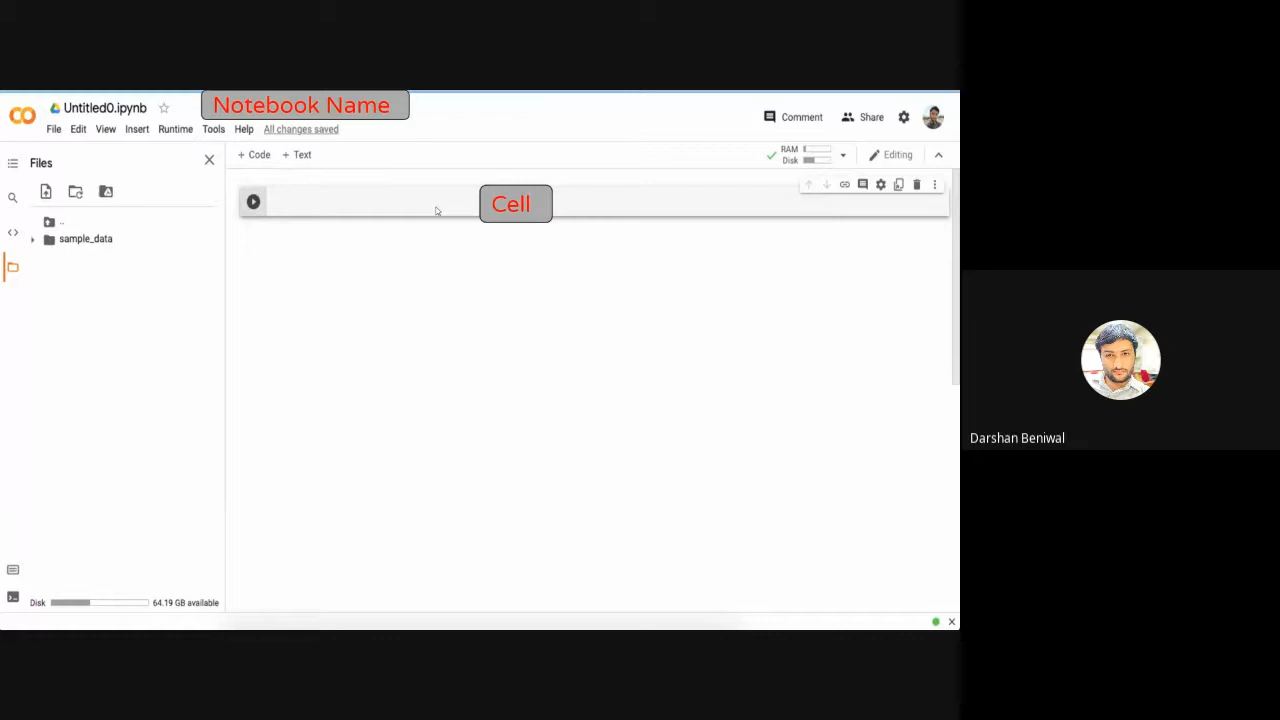 Untitled0.ipynb
Notebook Name
File Edit View Insert Runtime Tools Help All changes saved
Comment
Share
Files
+ Code + Text
RAM
Disk
Editing
Cell
..
sample_data
Disk 64.19 GB available
Darshan Beniwal